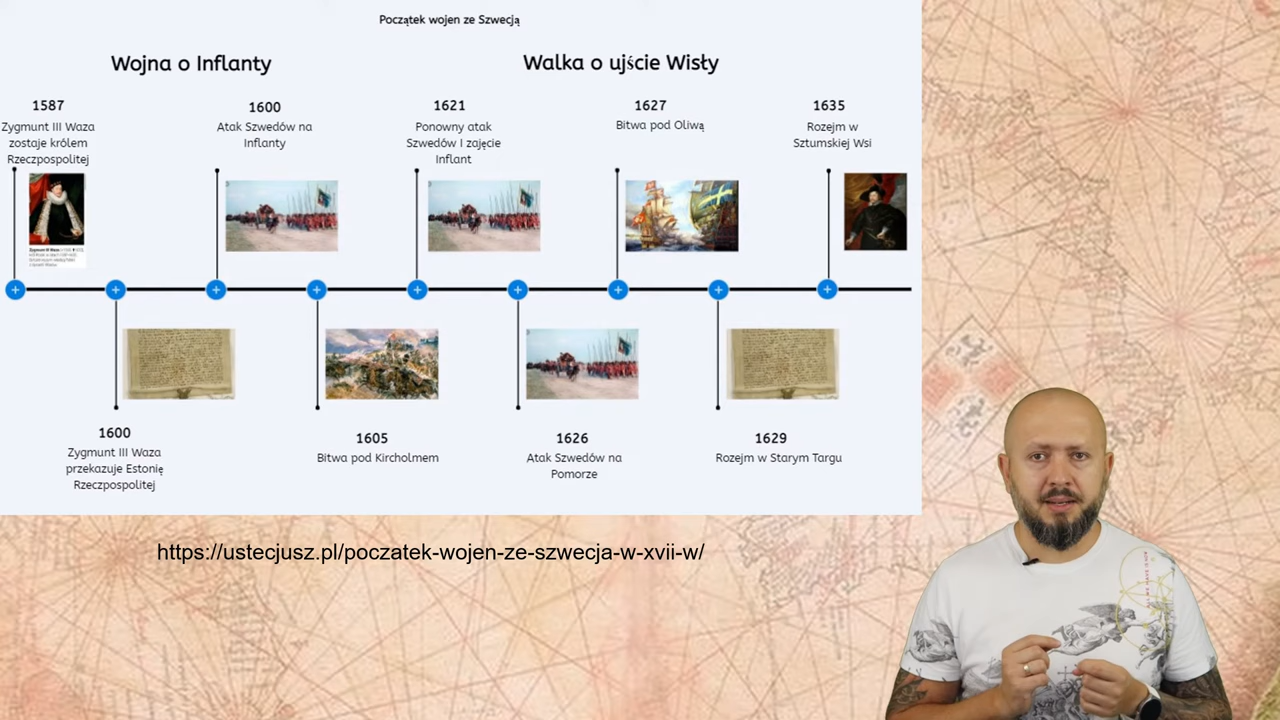 Początek wojen ze Szwecją
Wojna o Inflanty
Walka o ujście Wisły
1587
Zygmunt III Waza
zostaje królem
Rzeczpospolitej
1600
Atak Szwedów na
Inflanty
1621
Ponowny atak
Szwedów I zajęcie
Inflant
1627
Bitwa pod Oliwą
1635
Rozejm w
Sztumskiej Wsi
Zygmunt III Waza
1600
Zygmunt III Waza
przekazuje Estonię
Rzeczpospolitej
1605
Bitwa pod Kircholmem
1626
Atak Szwedów na
Pomorze
1629
Rozejm w Starym Targu
https://ustecjusz.pl/poczatek-wojen-ze-szwecja-w-xvii-w/